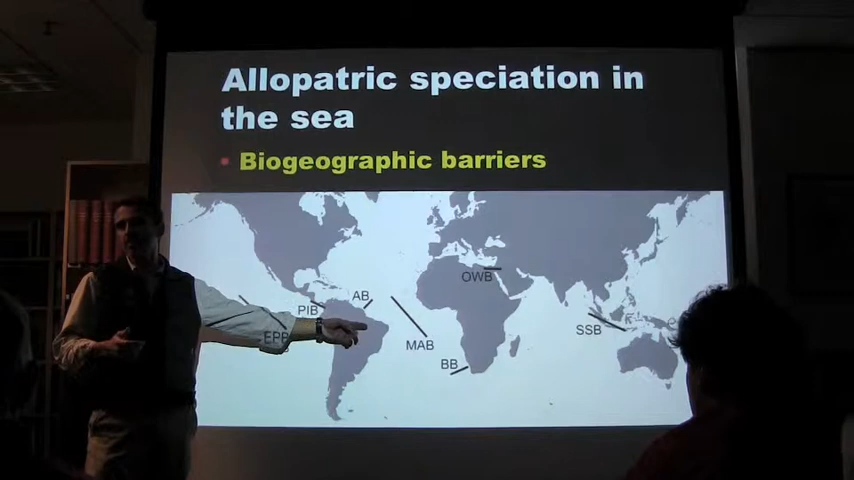 Allopatric speciation in
the sea
Biogeographic barriers
OWB
AB
PIB
EPB
MAB
SSB
BB